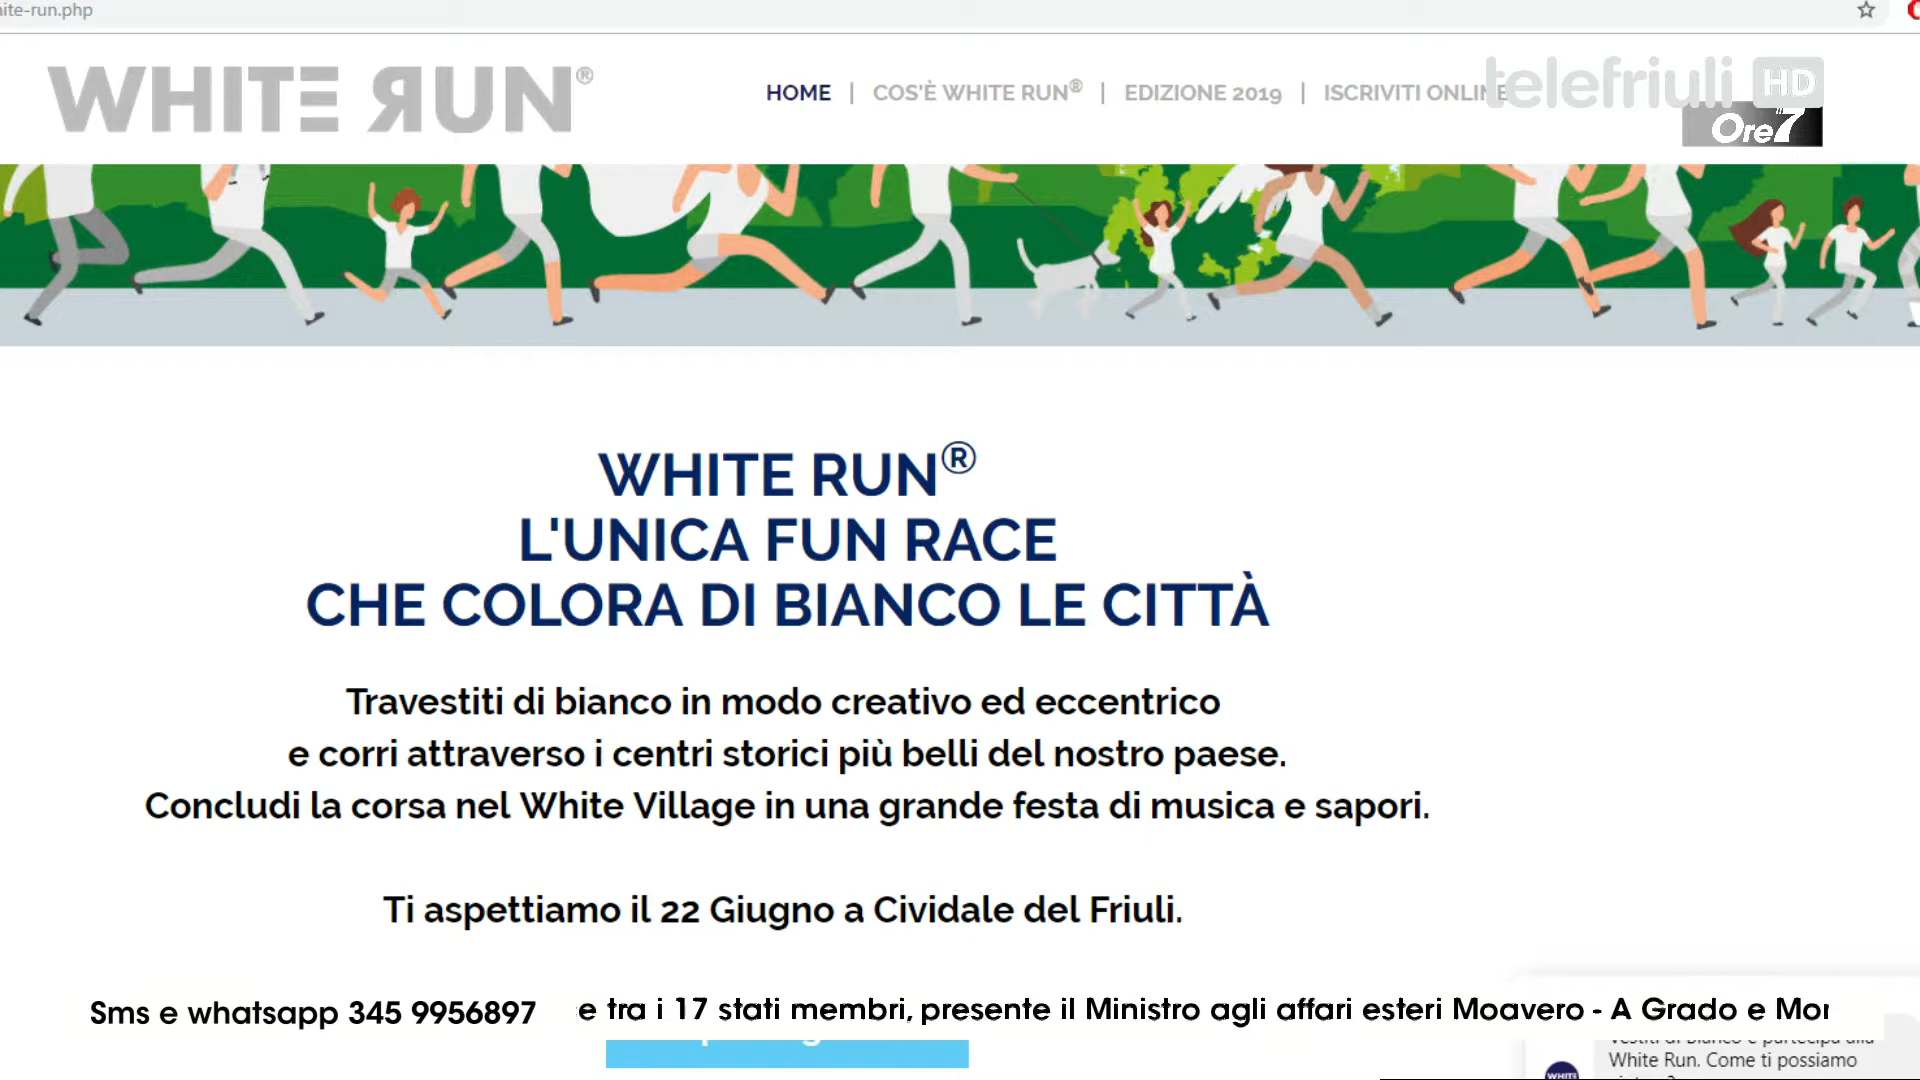 ite-run.php
WHITE RUN®
HOME | COS'È WHITE RUN® | EDIZIONE 2019 | ISCRIVITI ONLINE
telefriuli HD
Ore7
WHITE RUN®
L'UNICA FUN RACE
CHE COLORA DI BIANCO LE CITTÀ
Travestiti di bianco in modo creativo ed eccentrico
e corri attraverso i centri storici più belli del nostro paese.
Concludi la corsa nel White Village in una grande festa di musica e sapori.
Ti aspettiamo il 22 Giugno a Cividale del Friuli.
Sms e whatsapp 345 9956897
e tra i 17 stati membri, presente il Ministro agli affari esteri Moavero - A Grado e Mor
White Run. Come ti possiamo
WHITE